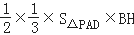 1/2 × 1/3 × S△PAD × BH